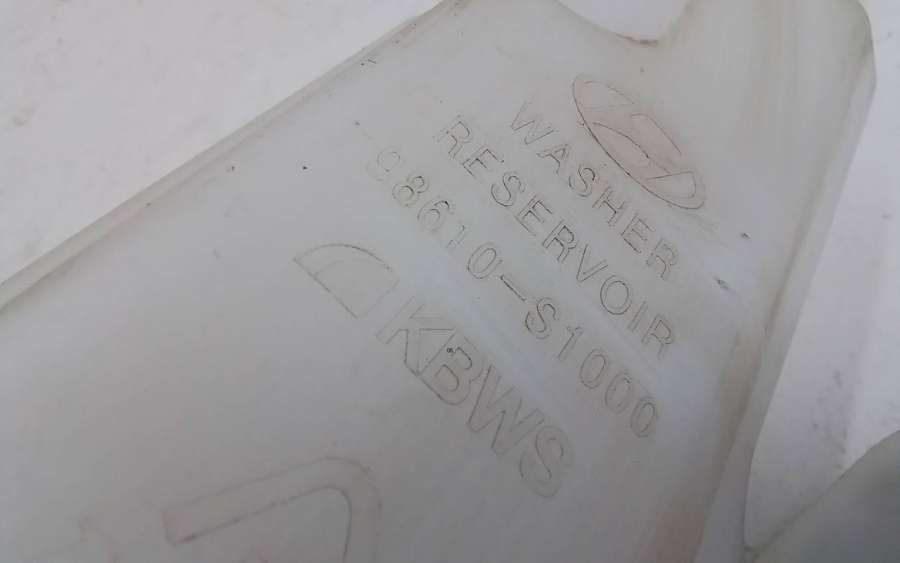 WASHER
RESERVOIR
98610-S1000
KBWS